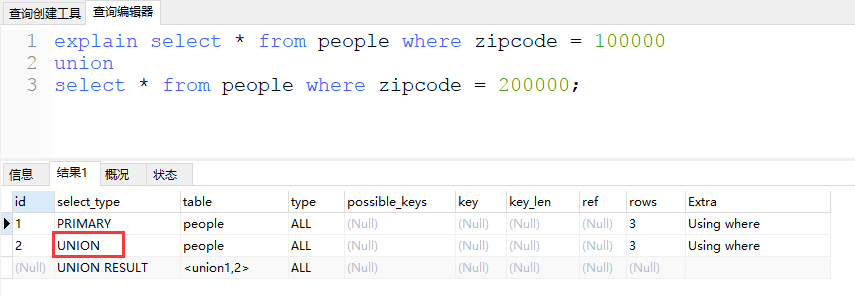 查询创建工具 查询编辑器
1 explain select * from people where zipcode = 100000
2 union
3 select * from people where zipcode = 200000;
信息 结果1 概况 状态
id select_type table type possible_keys key key_len ref rows Extra
1 PRIMARY people ALL (Null) (Null) (Null) (Null) 3 Using where
2 UNION people ALL (Null) (Null) (Null) (Null) 3 Using where
(Null) UNION RESULT <union1,2> ALL (Null) (Null) (Null) (Null) (Null)